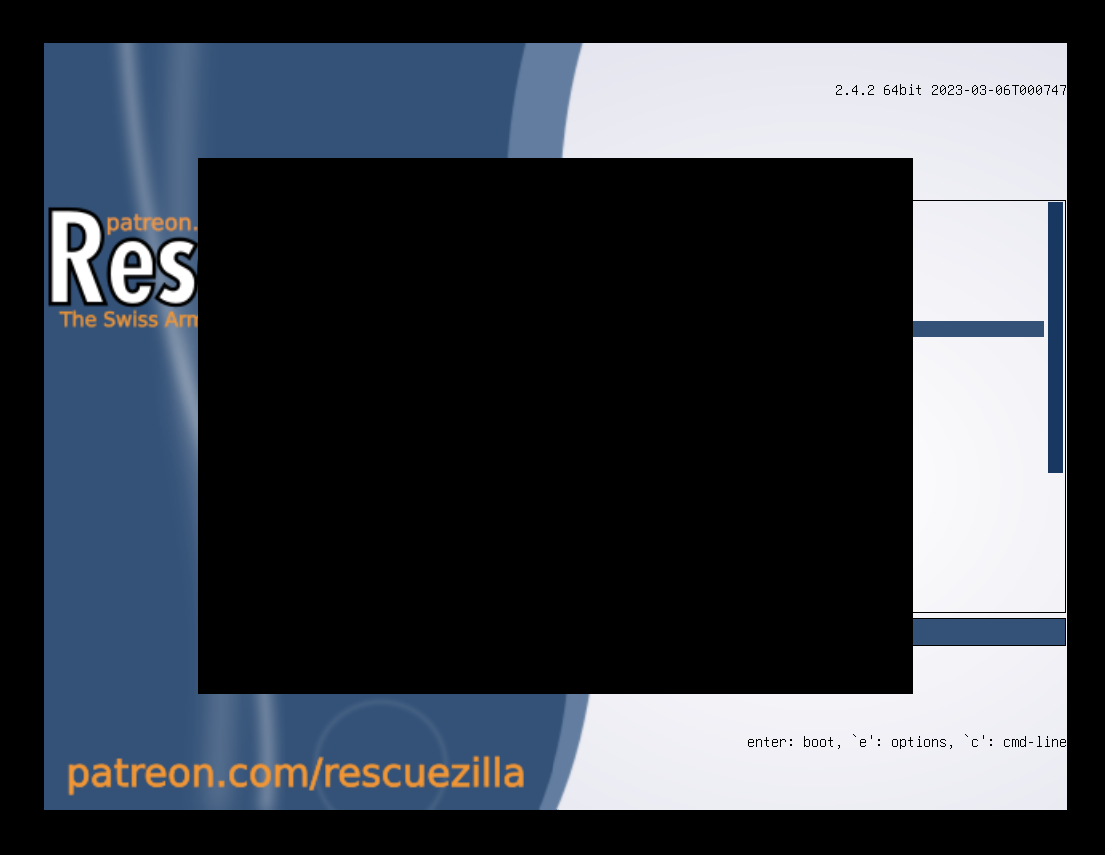 2.4.2 64bit 2023-03-06T000747
patreon.
Res
The Swiss Arm
enter: boot, `e': options, `c': cmd-line
patreon.com/rescuezilla